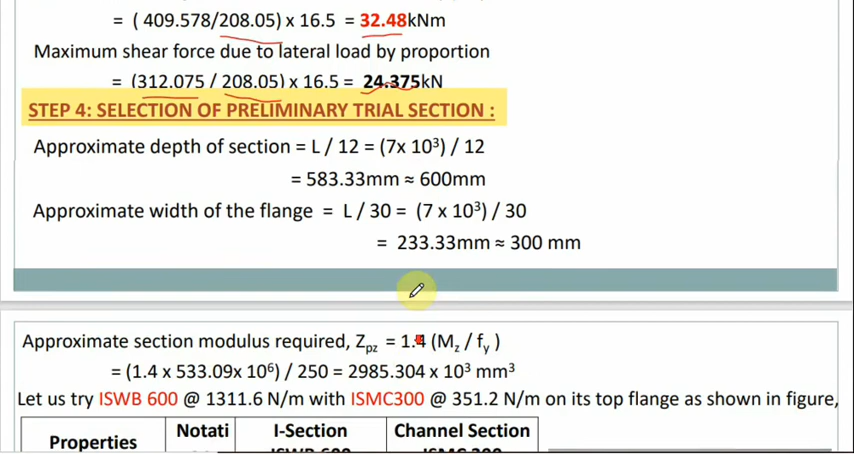 = ( 409.578/208.05) x 16.5 = 32.48kNm
Maximum shear force due to lateral load by proportion
= (312.075 / 208.05) x 16.5 = 24.375kN
STEP 4: SELECTION OF PRELIMINARY TRIAL SECTION :
Approximate depth of section = L / 12 = (7x 10³) / 12
= 583.33mm ≈ 600mm
Approximate width of the flange = L / 30 = (7 x 10³) / 30
= 233.33mm ≈ 300 mm
Approximate section modulus required, Zpz = 1.4 (Mz / fy )
= (1.4 x 533.09x 10⁶) / 250 = 2985.304 x 10³ mm³
Let us try ISWB 600 @ 1311.6 N/m with ISMC300 @ 351.2 N/m on its top flange as shown in figure,
Properties Notati I-Section Channel Section